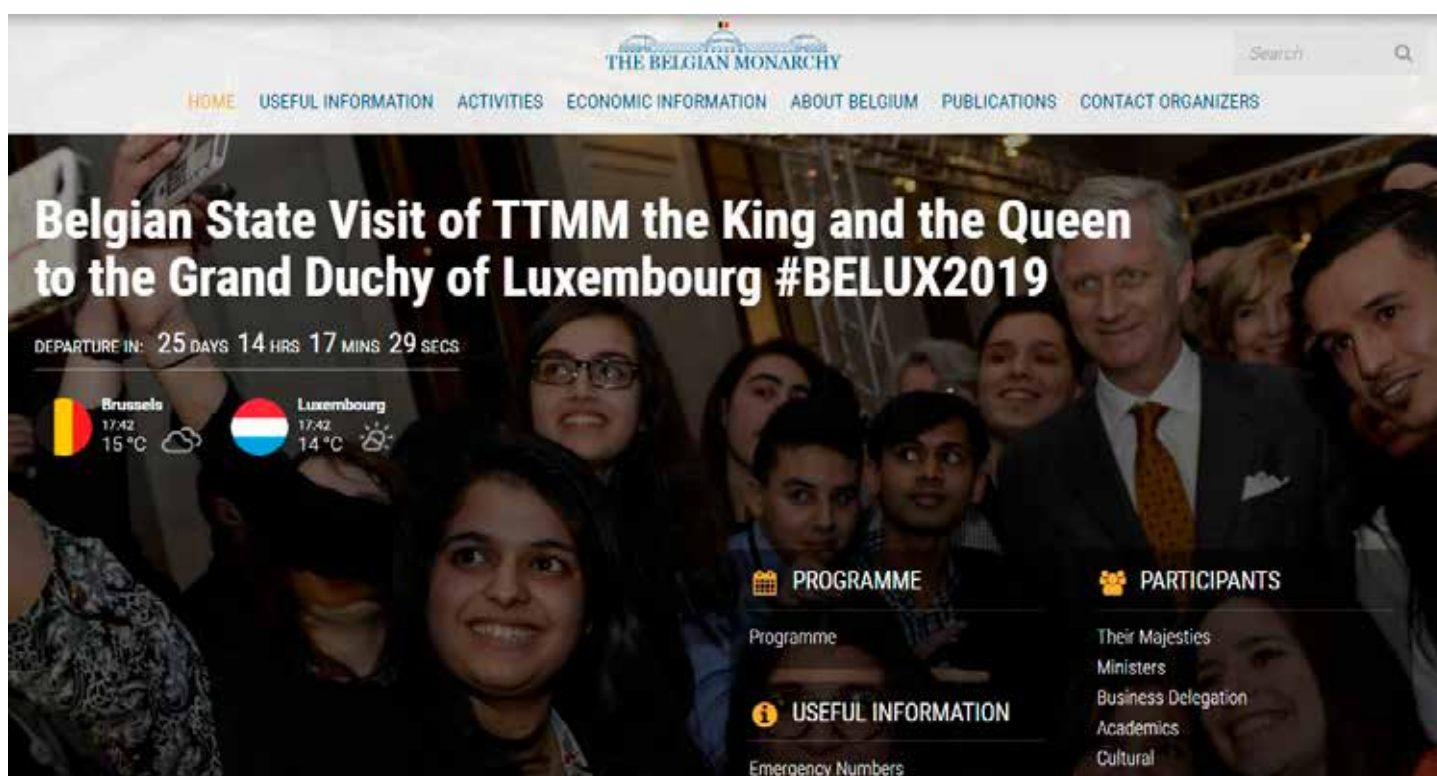 THE BELGIAN MONARCHY
Search
HOME USEFUL INFORMATION ACTIVITIES ECONOMIC INFORMATION ABOUT BELGIUM PUBLICATIONS CONTACT ORGANIZERS
Belgian State Visit of TTMM the King and the Queen
to the Grand Duchy of Luxembourg #BELUX2019
DEPARTURE IN: 25 DAYS 14 HRS 17 MINS 29 SECS
Brussels
17:42
15 °C
Luxembourg
17:42
14 °C
PROGRAMME
Programme
USEFUL INFORMATION
Emergency Numbers
PARTICIPANTS
Their Majesties
Ministers
Business Delegation
Academics
Cultural